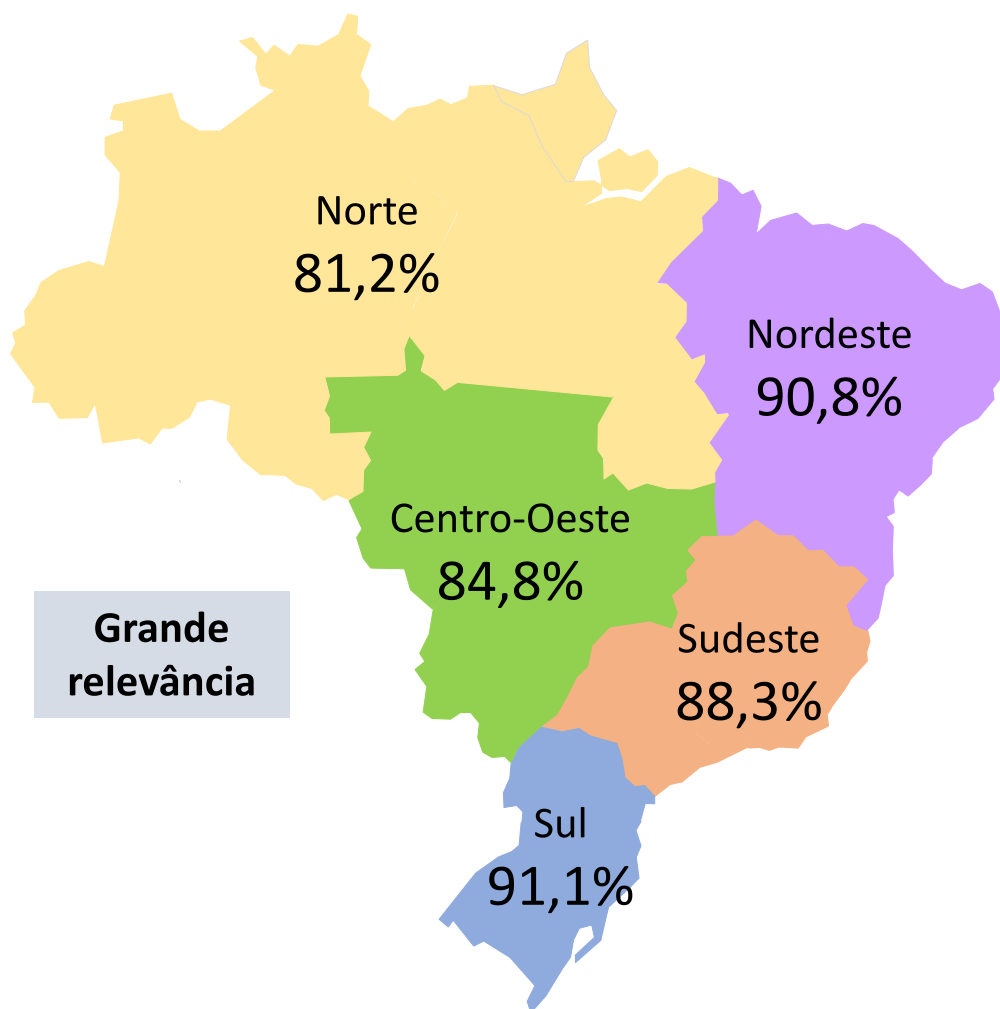 Norte
81,2%
Nordeste
90,8%
Centro-Oeste
84,8%
Grande
relevância
Sudeste
88,3%
Sul
91,1%